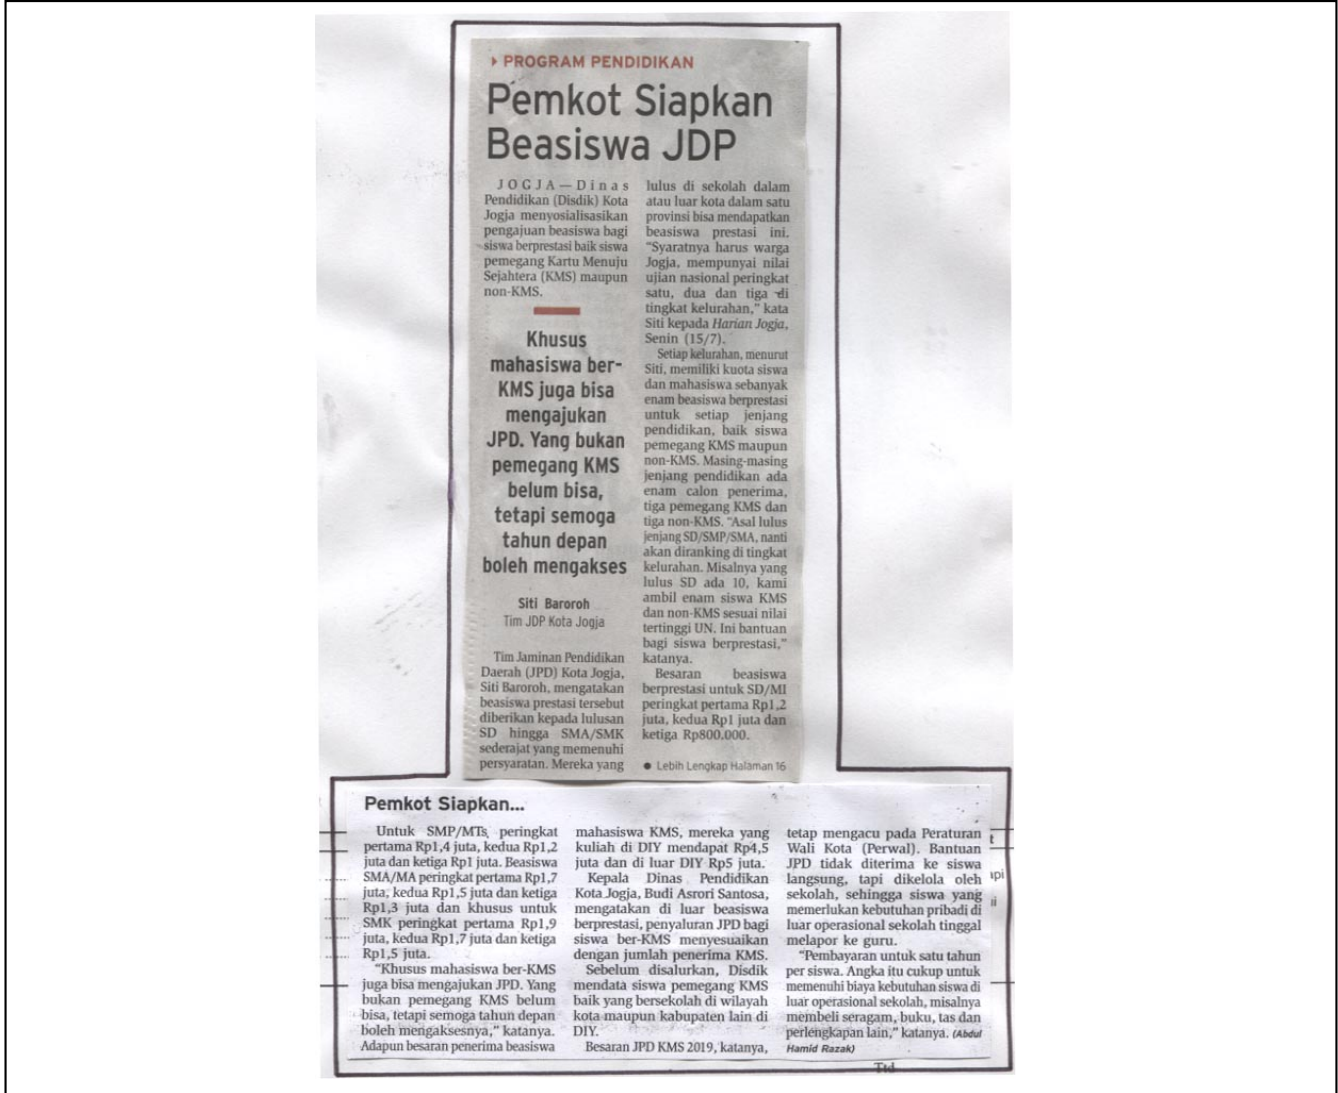 PROGRAM PENDIDIKAN
Pemkot Siapkan
Beasiswa JDP
JOGJA—Dinas
Pendidikan (Disdik) Kota
Jogja menyosialisasikan
pengajuan beasiswa bagi
siswa berprestasi baik siswa
pemegang Kartu Menuju
Sejahtera (KMS) maupun
non-KMS.
Khusus
mahasiswa ber-
KMS juga bisa
mengajukan
JPD. Yang bukan
pemegang KMS
belum bisa,
tetapi semoga
tahun depan
boleh mengakses
Siti Baroroh
Tim JDP Kota Jogja
Tim Jaminan Pendidikan
Daerah (JPD) Kota Jogja,
Siti Baroroh, mengatakan
beasiswa prestasi tersebut
diberikan kepada lulusan
SD hingga SMA/SMK
sederajat yang memenuhi
persyaratan. Mereka yang
lulus di sekolah dalam
atau luar kota dalam satu
provinsi bisa mendapatkan
beasiswa prestasi ini.
“Syaratnya harus warga
Jogja, mempunyai nilai
ujian nasional peringkat
satu, dua dan tiga di
tingkat kelurahan,” kata
Siti kepada Harian Jogja,
Senin (15/7).
Setiap kelurahan, menurut
Siti, memiliki kuota siswa
dan mahasiswa sebanyak
enam beasiswa berprestasi
untuk setiap jenjang
pendidikan, baik siswa
pemegang KMS maupun
non-KMS. Masing-masing
jenjang pendidikan ada
enam calon penerima,
tiga pemegang KMS dan
tiga non-KMS. “Asal lulus
jenjang SD/SMP/SMA, nanti
akan diranking di tingkat
kelurahan. Misalnya yang
lulus SD ada 10, kami
ambil enam siswa KMS
dan non-KMS sesuai nilai
tertinggi UN. Ini bantuan
bagi siswa berprestasi,”
katanya.
Besaran beasiswa
berprestasi untuk SD/MI
peringkat pertama Rp1,2
juta, kedua Rp1 juta dan
ketiga Rp800.000.
● Lebih Lengkap Halaman 16
Pemkot Siapkan...
Untuk SMP/MTs peringkat
pertama Rp1,4 juta, kedua Rp1,2
juta dan ketiga Rp1 juta. Beasiswa
SMA/MA peringkat pertama Rp1,7
juta, kedua Rp1,5 juta dan ketiga
Rp1,3 juta dan khusus untuk
SMK peringkat pertama Rp1,9
juta, kedua Rp1,7 juta dan ketiga
Rp1,5 juta.
“Khusus mahasiswa ber-KMS
juga bisa mengajukan JPD. Yang
bukan pemegang KMS belum
bisa, tetapi semoga tahun depan
boleh mengaksesnya,” katanya.
Adapun besaran penerima beasiswa
mahasiswa KMS, mereka yang
kuliah di DIY mendapat Rp4,5
juta dan di luar DIY Rp5 juta.
Kepala Dinas Pendidikan
Kota Jogja, Budi Asrori Santosa,
mengatakan di luar beasiswa
berprestasi, penyaluran JPD bagi
siswa ber-KMS menyesuaikan
dengan jumlah penerima KMS.
Sebelum disalurkan, Disdik
mendata siswa pemegang KMS
baik yang bersekolah di wilayah
kota maupun kabupaten lain di
DIY.
Besaran JPD KMS 2019, katanya,
tetap mengacu pada Peraturan
Wali Kota (Perwal). Bantuan
JPD tidak diterima ke siswa
langsung, tapi dikelola oleh
sekolah, sehingga siswa yang
memerlukan kebutuhan pribadi di
luar operasional sekolah tinggal
melapor ke guru.
“Pembayaran untuk satu tahun
per siswa. Angka itu cukup untuk
memenuhi biaya kebutuhan siswa di
luar operasional sekolah, misalnya
membeli seragam, buku, tas dan
perlengkapan lain,” katanya. (Abdul
Hamid Razak)
Ttd